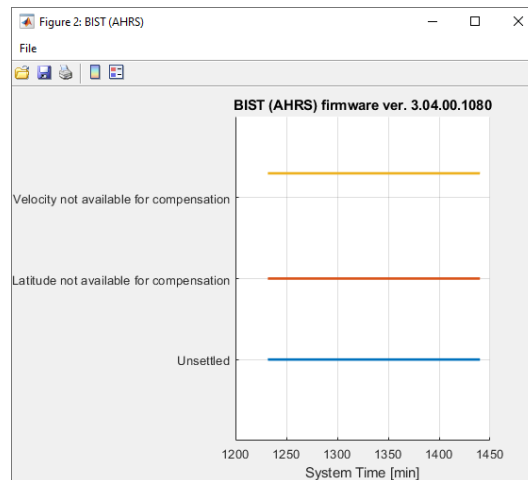 Figure 2: BIST (AHRS)
File
BIST (AHRS) firmware ver. 3.04.00.1080
Velocity not available for compensation
Latitude not available for compensation
Unsettled
1200 1250 1300 1350 1400 1450
System Time [min]